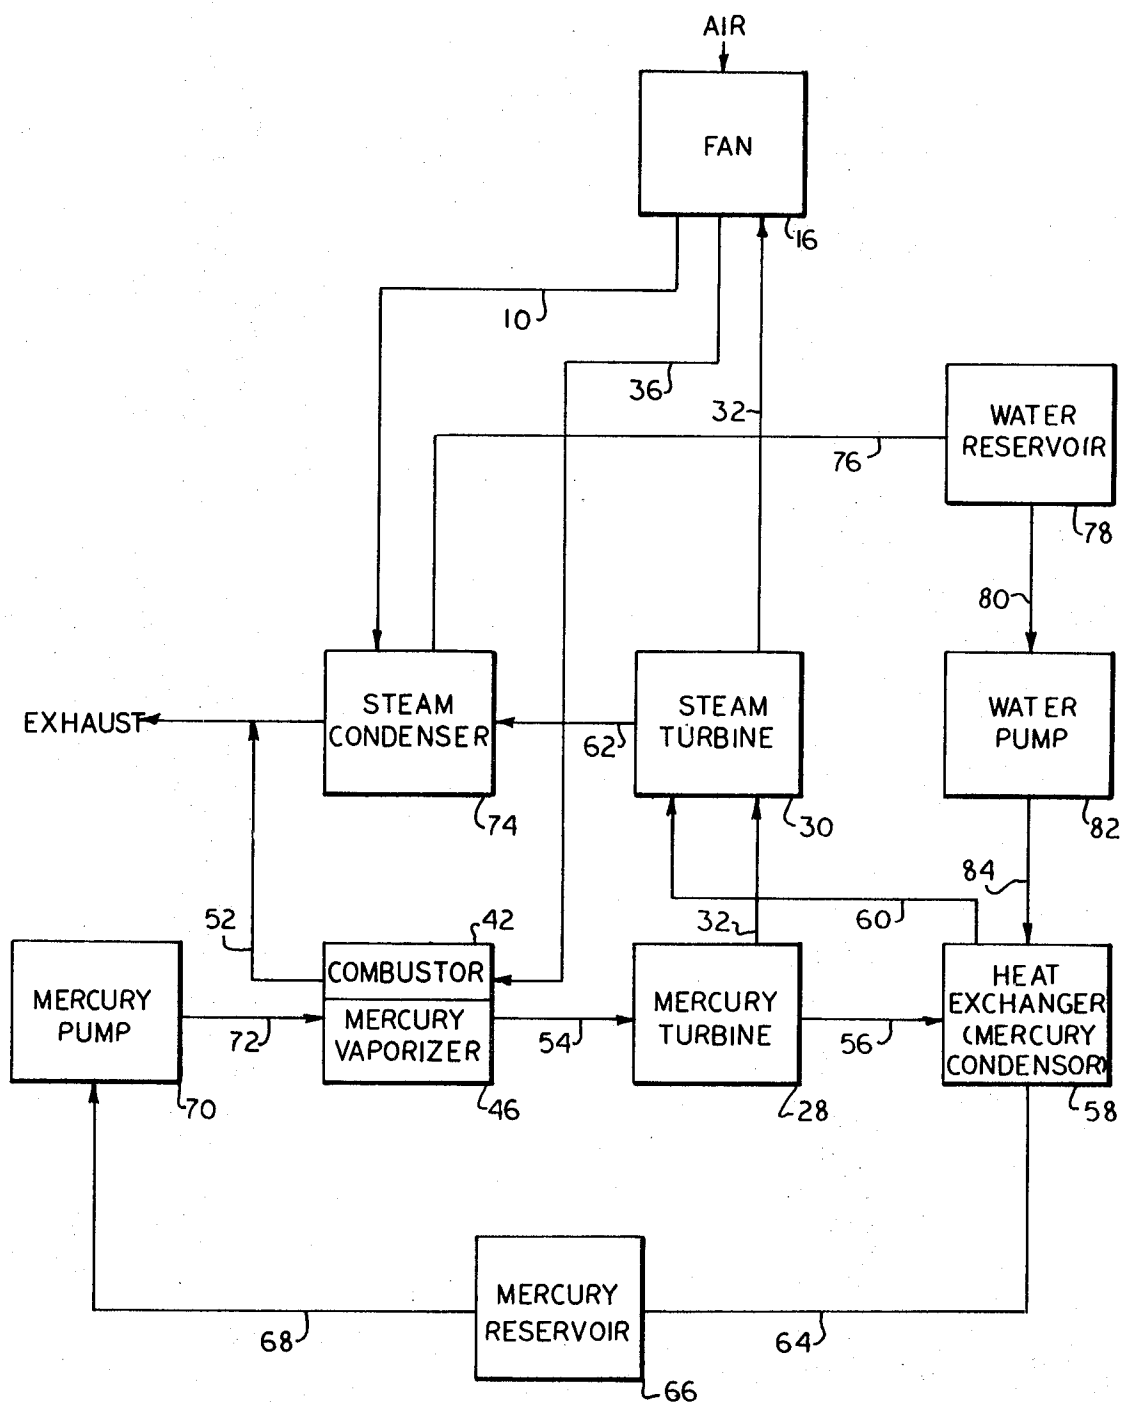 AIR
FAN
16
10
36
32
WATER
RESERVOIR
76
78
80
EXHAUST
STEAM
CONDENSER
62
STEAM
TURBINE
WATER
PUMP
74
30
82
84
52
42
32
60
MERCURY
PUMP
COMBUSTOR
MERCURY
VAPORIZER
MERCURY
TURBINE
HEAT
EXCHANGER
(MERCURY
CONDENSOR)
72
54
56
70
46
28
58
MERCURY
RESERVOIR
68
64
66